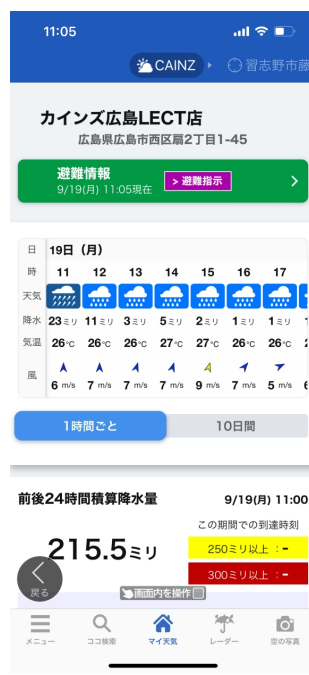 11:05
CAINZ
習志野市藤
カインズ広島LECT店
広島県広島市西区扇2丁目1-45
避難情報
9/19(月) 11:05現在
> 避難指示
日 19日 (月)
時 11 12 13 14 15 16 17
天気
降水 23ミリ 11ミリ 3ミリ 5ミリ 2ミリ 1ミリ 1ミリ 1
気温 26℃ 26℃ 26℃ 27℃ 27℃ 26℃ 26℃ 2
風 6 m/s 7 m/s 7 m/s 7 m/s 9 m/s 7 m/s 5 m/s 6
1時間ごと 10日間
前後24時間積算降水量 9/19(月) 11:00
この期間での到達時刻
215.5ミリ
250ミリ以上 :-
300ミリ以上 :-
戻る
画面内を操作
メニュー ココ検索 マイ天気 レーダー 空の写真